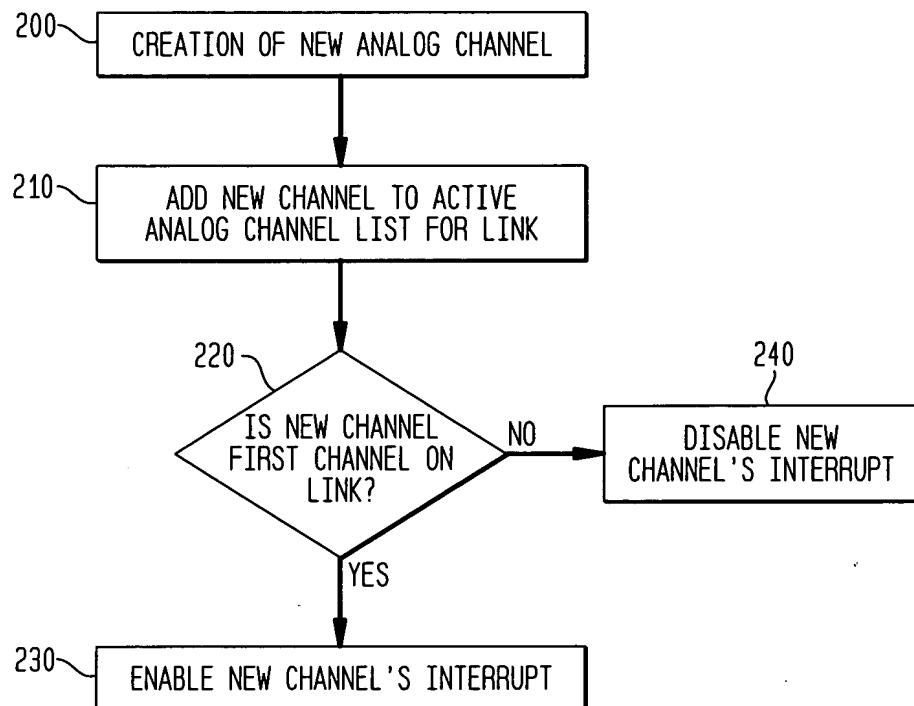 200
CREATION OF NEW ANALOG CHANNEL
210
ADD NEW CHANNEL TO ACTIVE
ANALOG CHANNEL LIST FOR LINK
220
IS NEW CHANNEL
FIRST CHANNEL ON
LINK?
NO
240
DISABLE NEW
CHANNEL'S INTERRUPT
YES
230
ENABLE NEW CHANNEL'S INTERRUPT